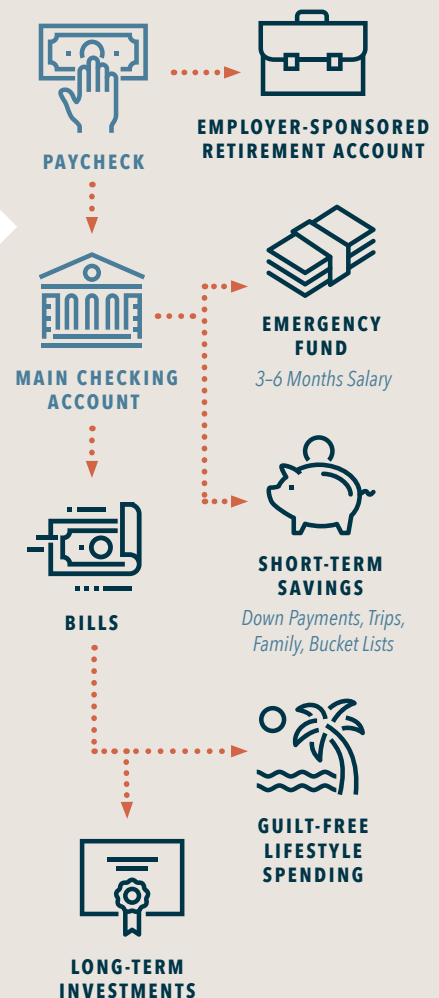 PAYCHECK
EMPLOYER-SPONSORED
RETIREMENT ACCOUNT
MAIN CHECKING
ACCOUNT
EMERGENCY
FUND
3–6 Months Salary
SHORT-TERM
SAVINGS
Down Payments, Trips,
Family, Bucket Lists
BILLS
GUILT-FREE
LIFESTYLE
SPENDING
LONG-TERM
INVESTMENTS